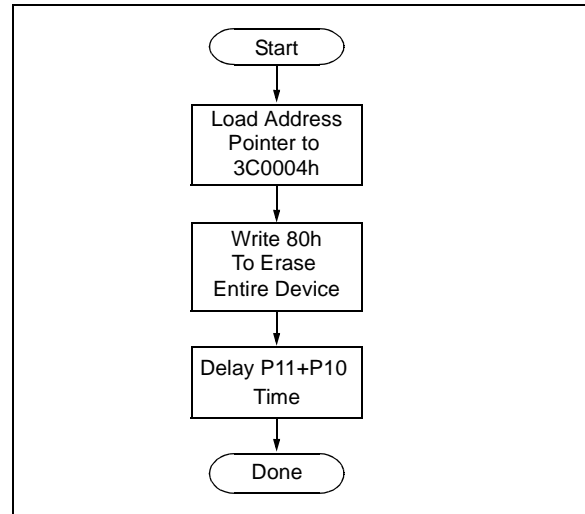 Start
Load Address
Pointer to
3C0004h
Write 80h
To Erase
Entire Device
Delay P11+P10
Time
Done